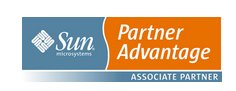 Sun
microsystems
Partner
Advantage
ASSOCIATE PARTNER